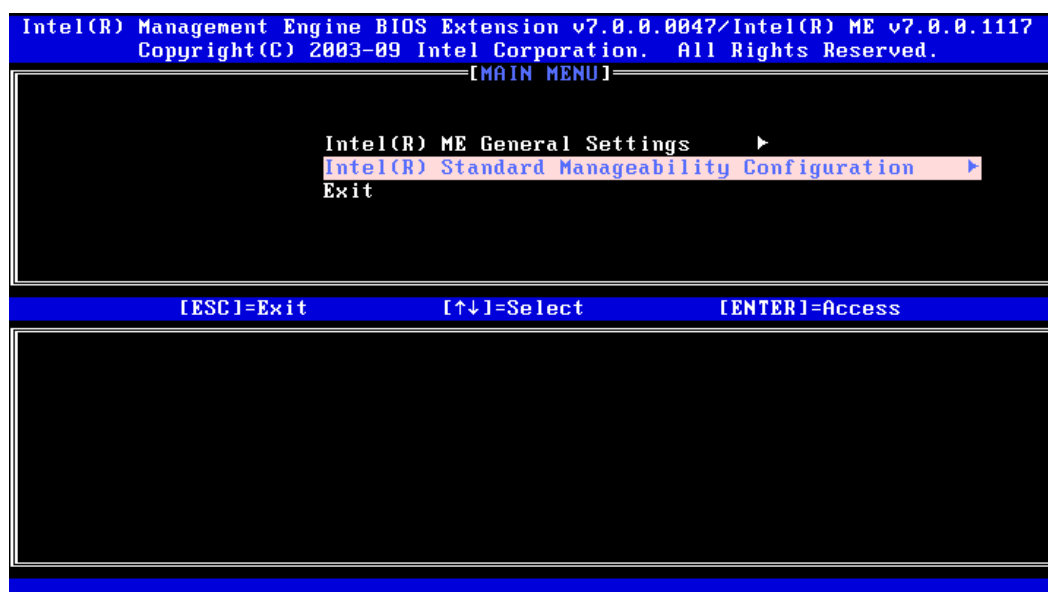 Intel(R) Management Engine BIOS Extension v7.0.0.0047/Intel(R) ME v7.0.0.1117
Copyright(C) 2003-09 Intel Corporation. All Rights Reserved.
[MAIN MENU]
Intel(R) ME General Settings ►
Intel(R) Standard Manageability Configuration ►
Exit
[ESC]=Exit [↑↓]=Select [ENTER]=Access